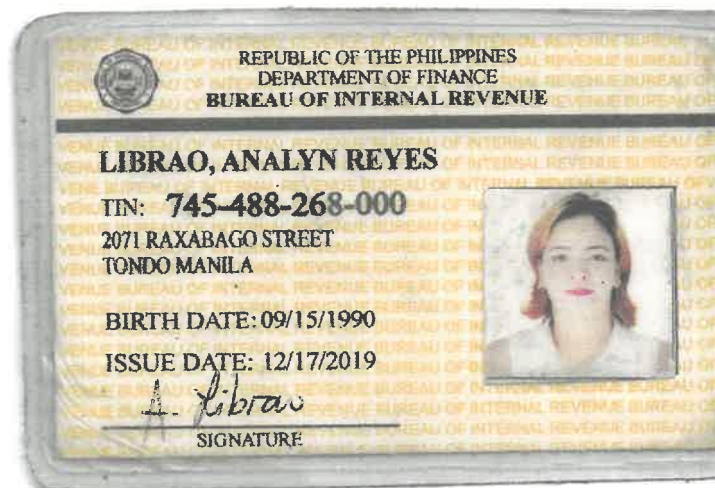 REPUBLIC OF THE PHILIPPINES
DEPARTMENT OF FINANCE
BUREAU OF INTERNAL REVENUE
LIBRAO, ANALYN REYES
TIN: 745-488-268-000
2071 RAXABAGO STREET
TONDO MANILA
BIRTH DATE: 09/15/1990
ISSUE DATE: 12/17/2019
A. Librao
SIGNATURE